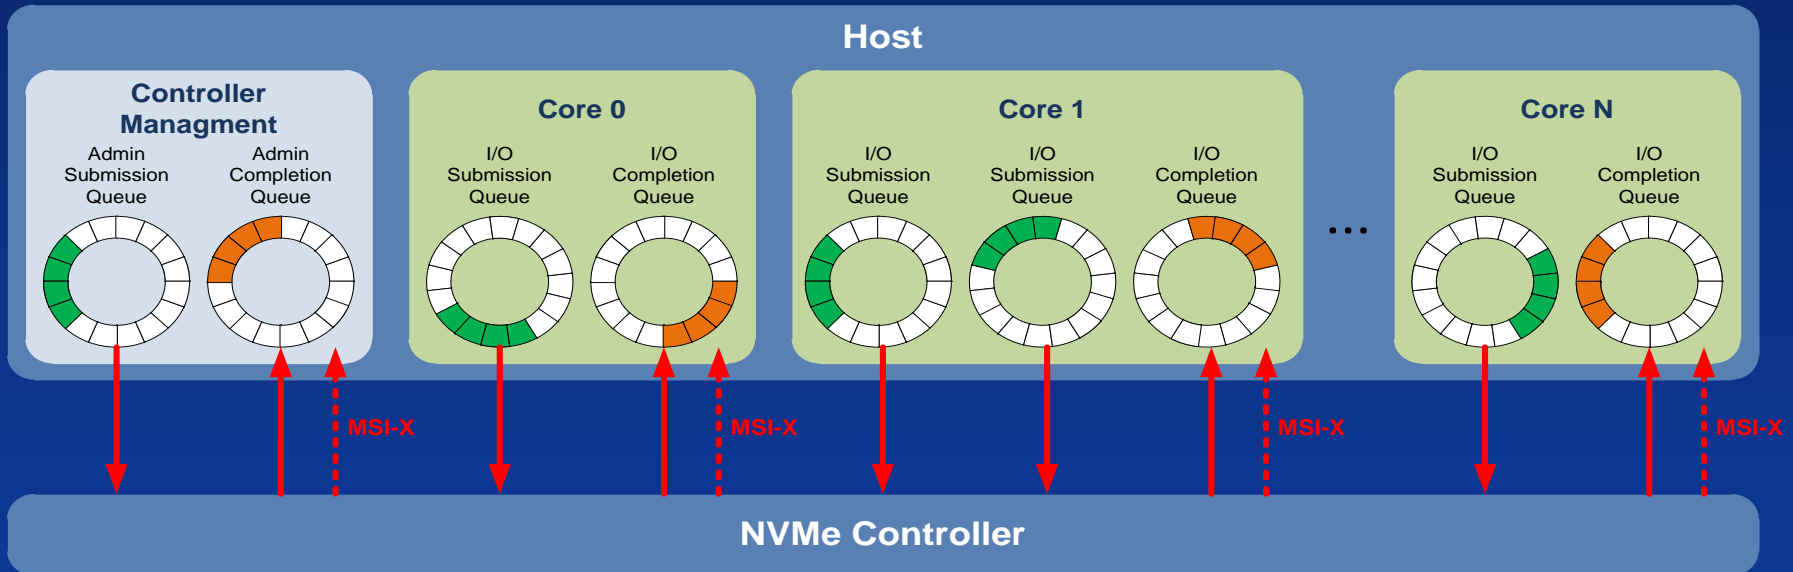 Host
Controller
Managment
Admin
Submission
Queue
Admin
Completion
Queue
Core 0
I/O
Submission
Queue
I/O
Completion
Queue
Core 1
I/O
Submission
Queue
I/O
Submission
Queue
I/O
Completion
Queue
...
Core N
I/O
Submission
Queue
I/O
Completion
Queue
MSI-X
MSI-X
MSI-X
MSI-X
NVMe Controller